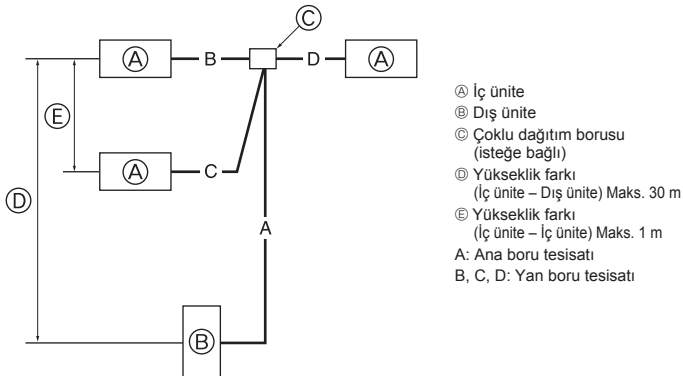 Ⓒ
Ⓐ B D Ⓐ
Ⓔ
Ⓐ C
Ⓓ
A
Ⓑ
Ⓐ İç ünite
Ⓑ Dış ünite
Ⓒ Çoklu dağıtım borusu
(isteğe bağlı)
Ⓓ Yükseklik farkı
(İç ünite – Dış ünite) Maks. 30 m
Ⓔ Yükseklik farkı
(İç ünite – İç ünite) Maks. 1 m
A: Ana boru tesisatı
B, C, D: Yan boru tesisatı